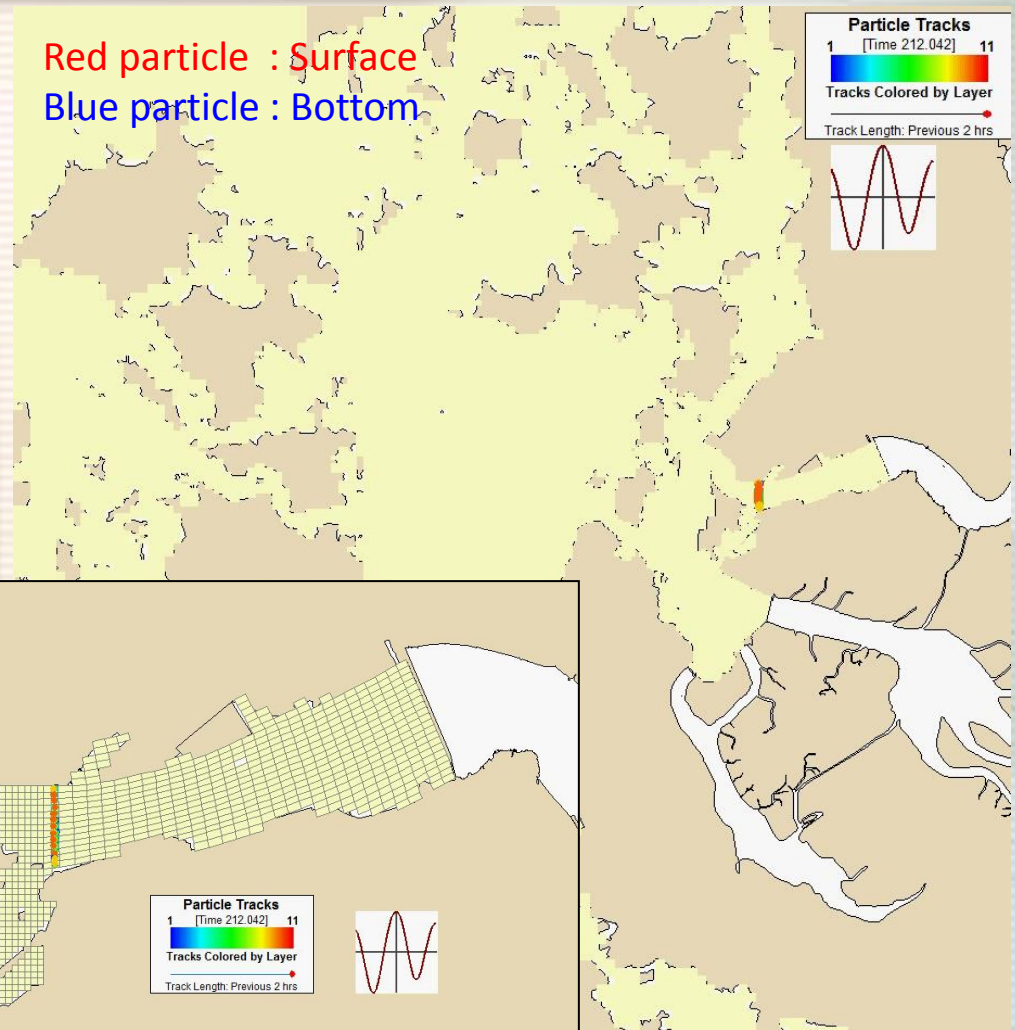 Red particle : Surface
Blue particle : Bottom
Particle Tracks
1 [Time 212.042] 11
Tracks Colored by Layer
Track Length: Previous 2 hrs
Particle Tracks
1 [Time 212.042] 11
Tracks Colored by Layer
Track Length: Previous 2 hrs